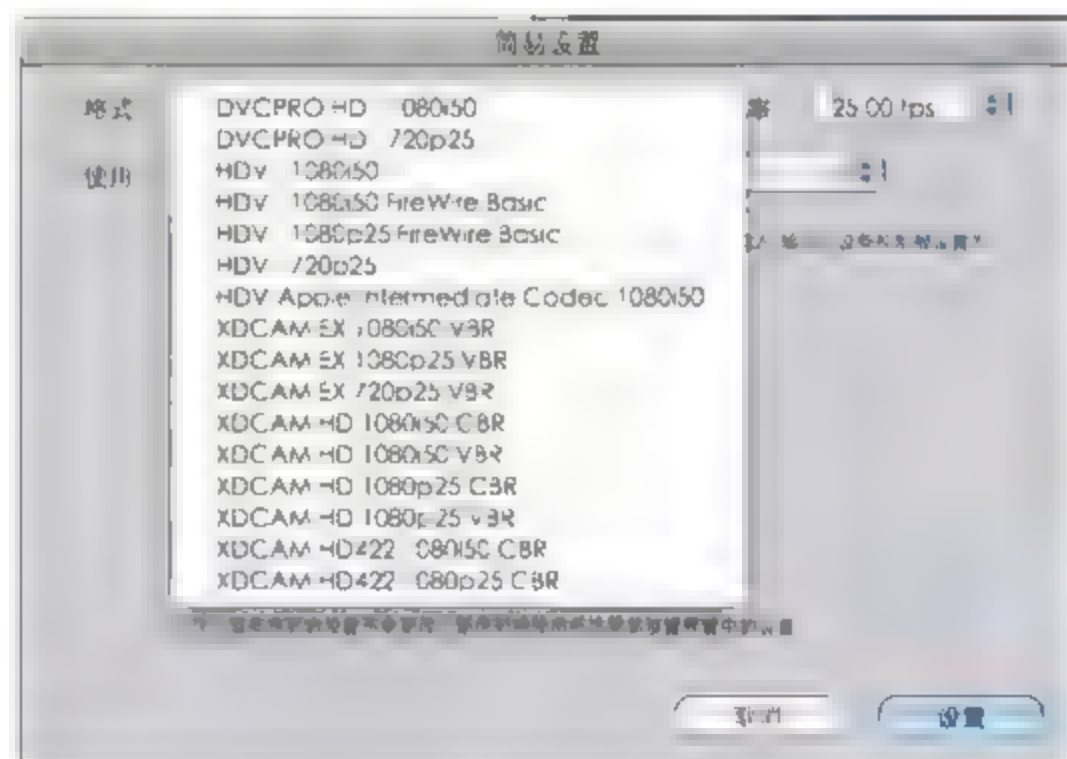 简易设置
格式
率 25.00 fps
使用
DVCPRO HD - 1080i50
DVCPRO HD - 720p25
HDV - 1080i50
HDV - 1080i50 FireWire Basic
HDV - 1080p25 FireWire Basic
HDV - 720p25
HDV-Apple Intermediate Codec 1080i50
XDCAM EX 1080i50 VBR
XDCAM EX 1080p25 VBR
XDCAM EX 720p25 VBR
XDCAM HD 1080i50 CBR
XDCAM HD 1080i50 VBR
XDCAM HD 1080p25 CBR
XDCAM HD 1080p25 VBR
XDCAM HD422 1080i50 CBR
XDCAM HD422 1080p25 CBR
取消
设置